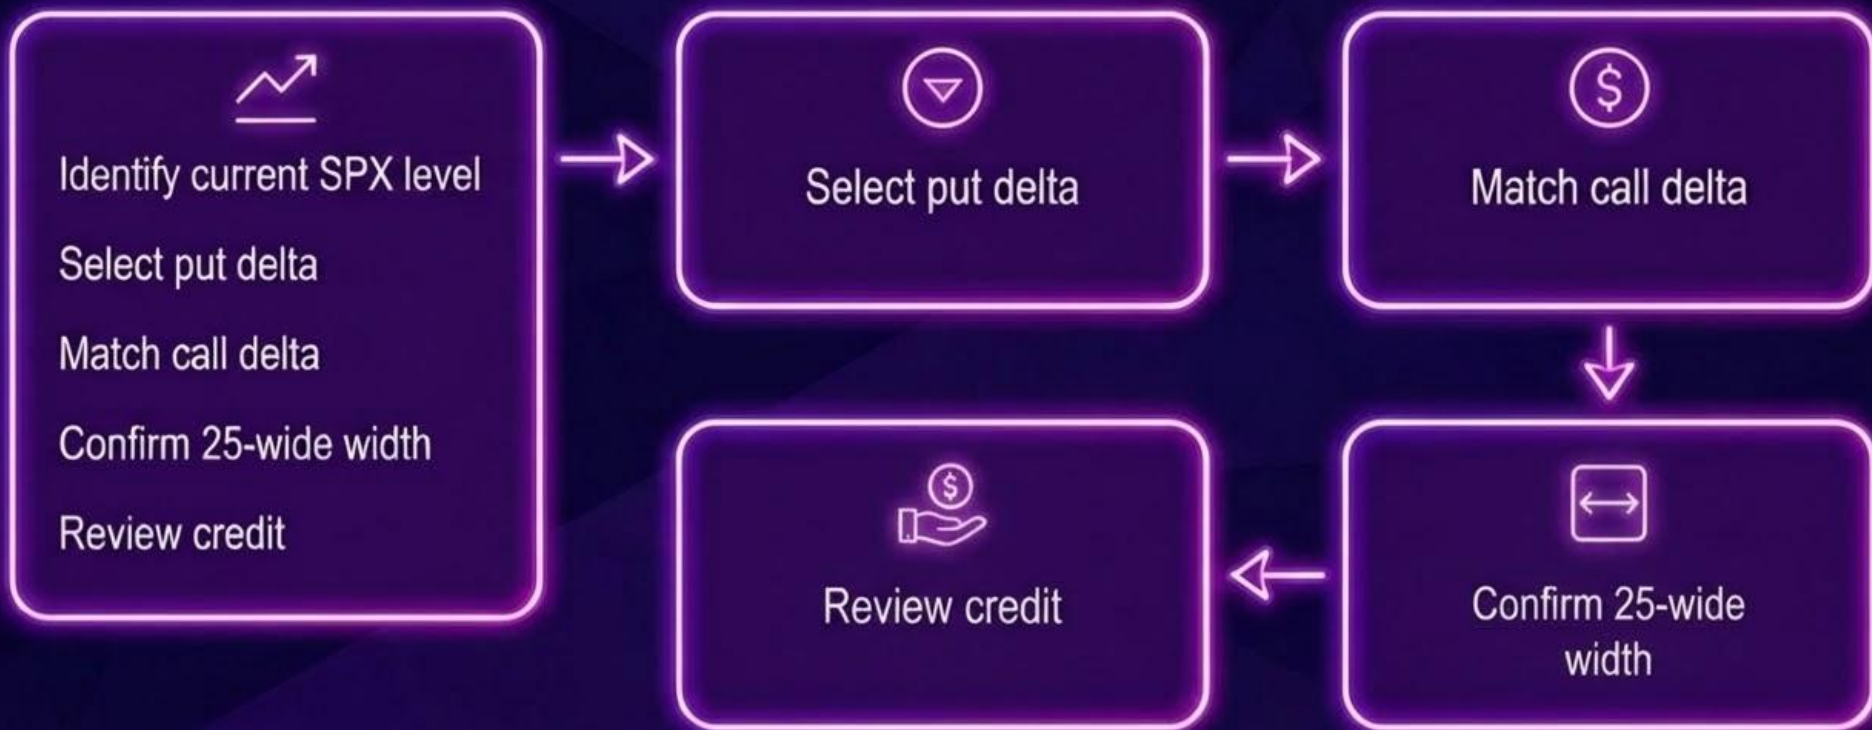 Identify current SPX level
Select put delta
Match call delta
Confirm 25-wide width
Review credit
Select put delta
$
Match call delta
Confirm 25-wide
width
$
Review credit